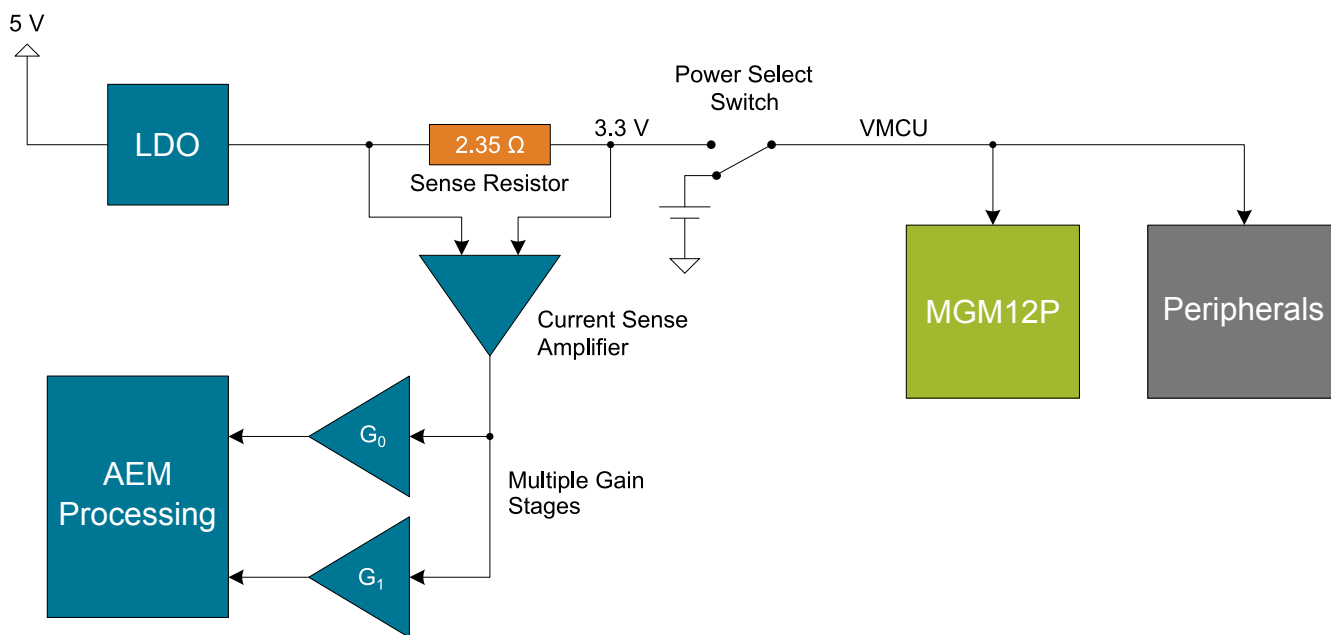 5 V
LDO
2.35 Ω
Sense Resistor
3.3 V
Power Select
Switch
VMCU
MGM12P
Peripherals
Current Sense
Amplifier
AEM
Processing
G₀
Multiple Gain
Stages
G₁